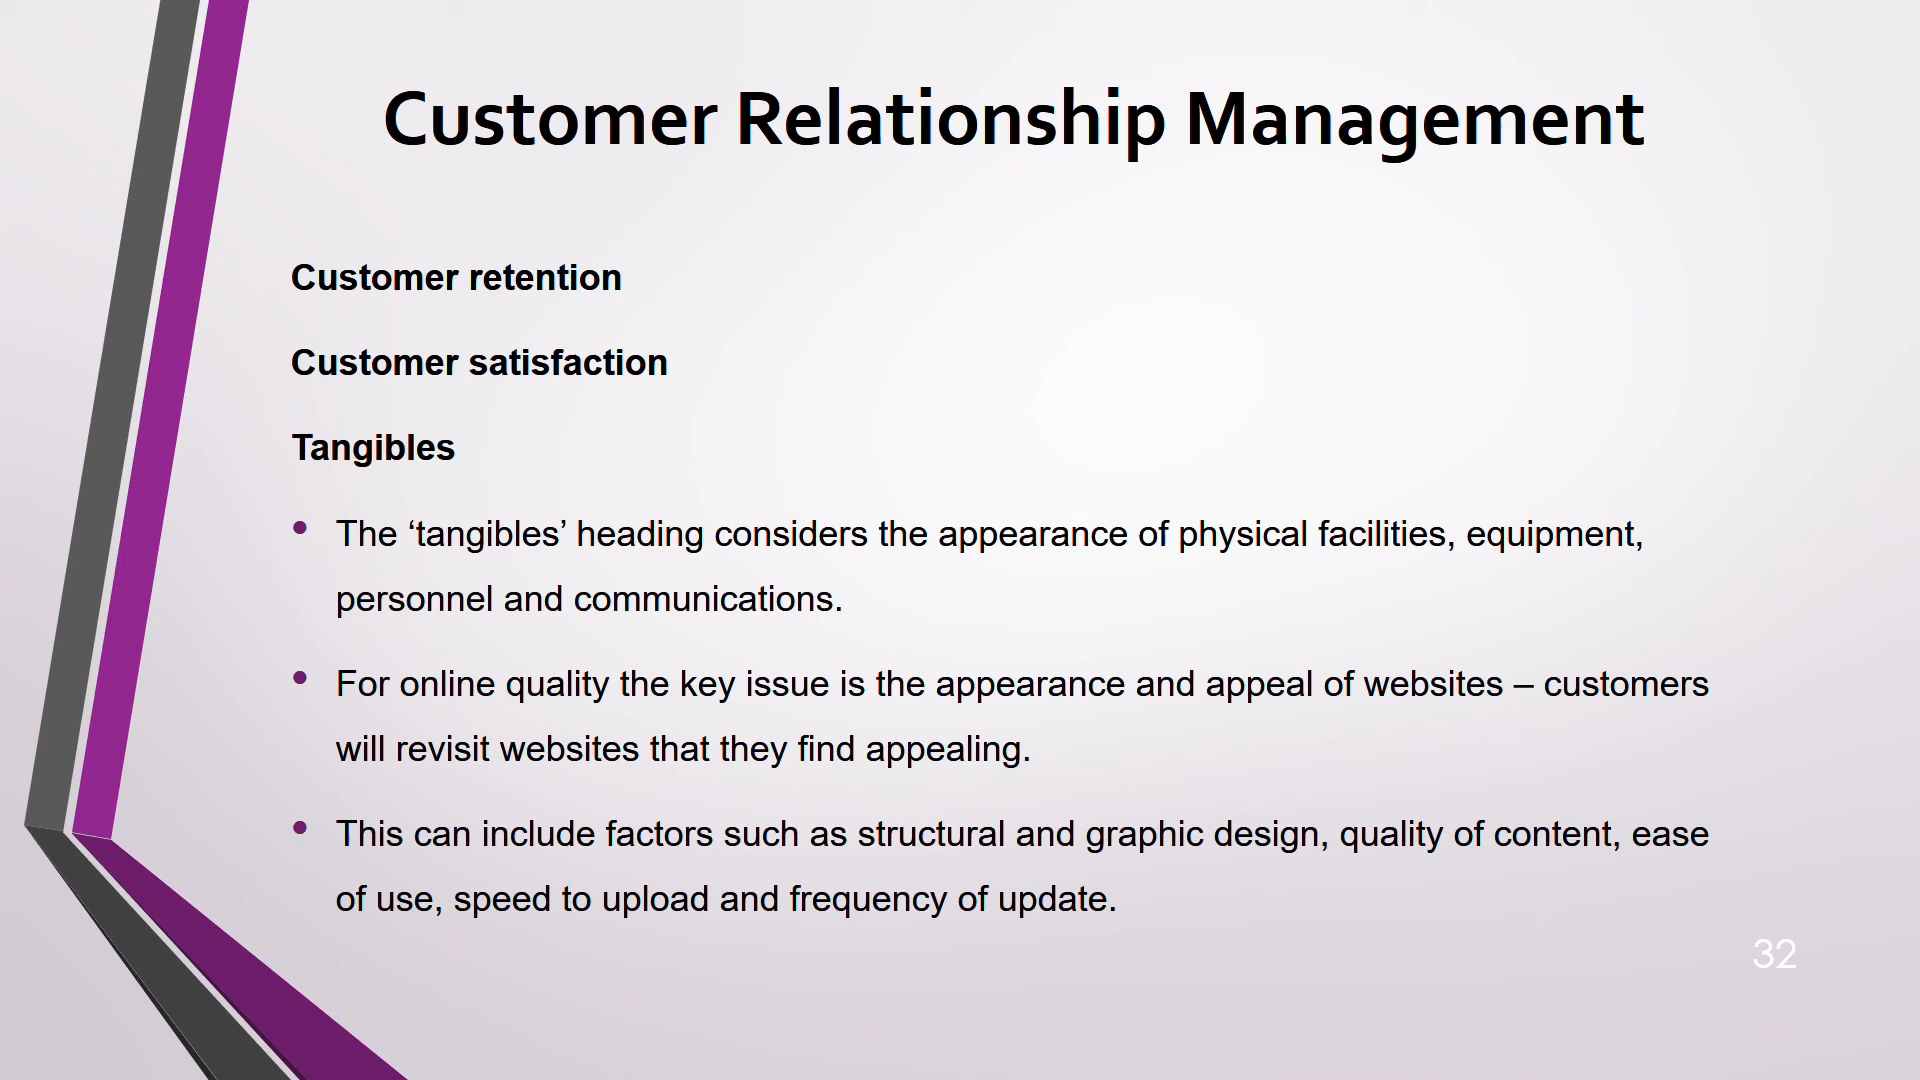 Customer Relationship Management
Customer retention
Customer satisfaction
Tangibles
• The ‘tangibles’ heading considers the appearance of physical facilities, equipment,
personnel and communications.
• For online quality the key issue is the appearance and appeal of websites – customers
will revisit websites that they find appealing.
• This can include factors such as structural and graphic design, quality of content, ease
of use, speed to upload and frequency of update.
32